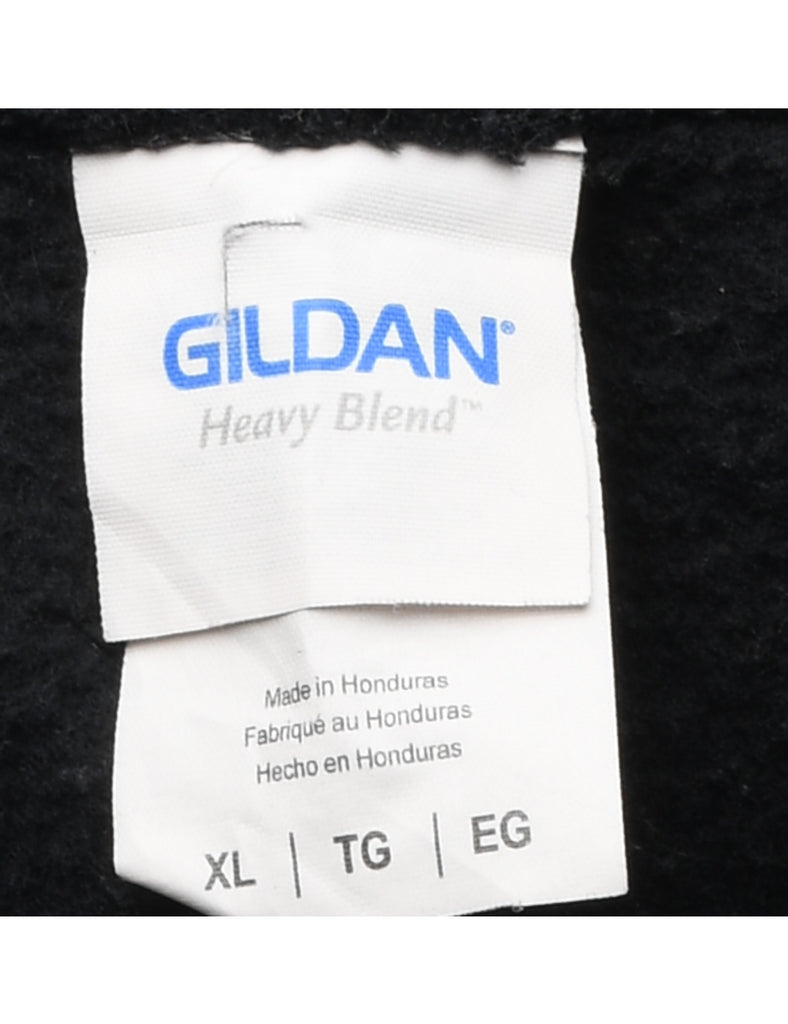 GILDAN®
Heavy Blend™
Made in Honduras
Fabriqué au Honduras
Hecho en Honduras
XL | TG | EG